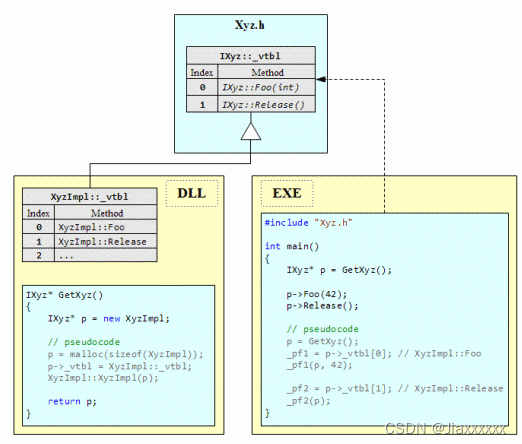 Xyz.h
IXyz::_vtbl
Index Method
0 IXyz::Foo(int)
1 IXyz::Release()
DLL
XyzImpl::_vtbl
Index Method
0 XyzImpl::Foo
1 XyzImpl::Release
2 ...
IXyz* GetXyz()
{
IXyz* p = new XyzImpl;
// pseudocode
p = malloc(sizeof(XyzImpl));
p->_vtbl = XyzImpl::_vtbl;
XyzImpl::XyzImpl(p);
return p;
}
EXE
#include "Xyz.h"
int main()
{
IXyz* p = GetXyz();
p->Foo(42);
p->Release();
// pseudocode
p = GetXyz();
_pf1 = p->_vtbl[0]; // XyzImpl::Foo
_pf1(p, 42);
_pf2 = p->_vtbl[1]; // XyzImpl::Release
_pf2(p);
}
CSDN @Jiaxxxxxx